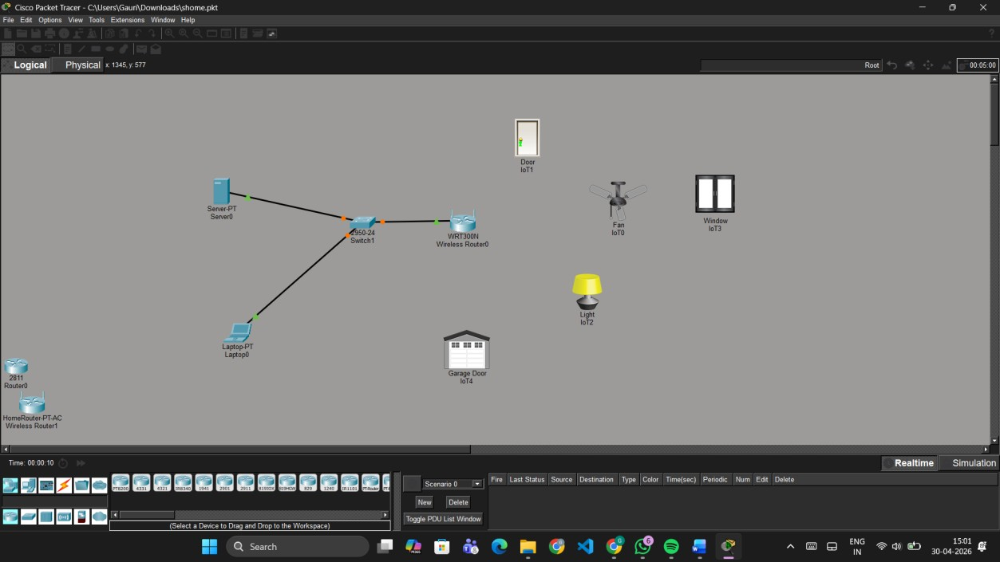 Cisco Packet Tracer - C:\Users\Gauri\Downloads\shome.pkt
File Edit Options View Tools Extensions Window Help
Logical Physical x: 1345, y: 577
Root 00:05:00
Door
IoT1
Server-PT
Server0
2950-24
Switch1
WRT300N
Wireless Router0
Fan
IoT0
Window
IoT3
Light
IoT2
Laptop-PT
Laptop0
Garage Door
IoT4
2811
Router0
HomeRouter-PT-AC
Wireless Router1
Time: 00:00:10
Realtime Simulation
4331 4321 IR8340 1941 2901 2911 819IOX 819HGW 829 1240 IR1101 PT-Router
(Select a Device to Drag and Drop to the Workspace)
Scenario 0
New Delete
Toggle PDU List Window
Fire Last Status Source Destination Type Color Time(sec) Periodic Num Edit Delete
Search
6
ENG
IN
15:01
30-04-2026